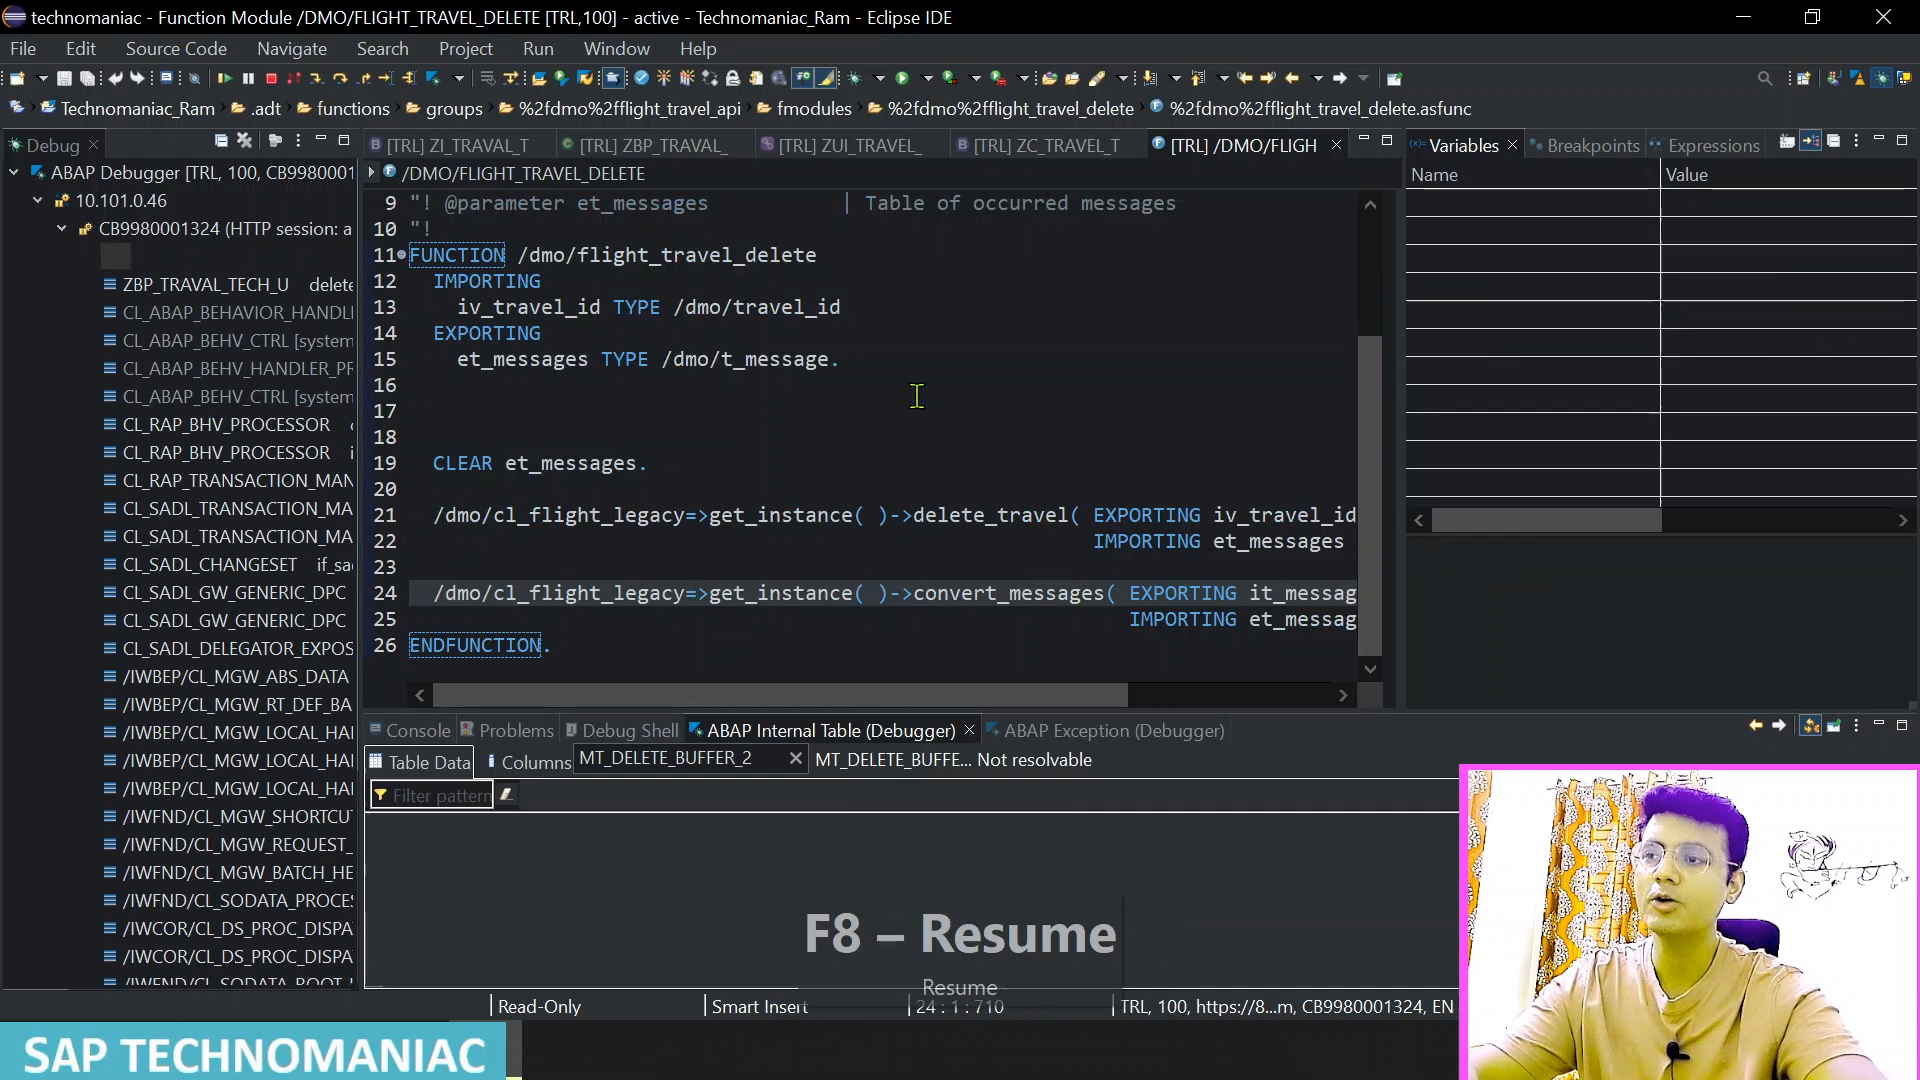 technomaniac - Function Module /DMO/FLIGHT_TRAVEL_DELETE [TRL,100] - active - Technomaniac_Ram - Eclipse IDE
File Edit Source Code Navigate Search Project Run Window Help
Technomaniac_Ram .adt functions groups %2fdmo%2fflight_travel_api fmodules %2fdmo%2fflight_travel_delete %2fdmo%2fflight_travel_delete.asfunc
Debug
ABAP Debugger [TRL, 100, CB9980001
10.101.0.46
CB9980001324 (HTTP session: a
ZBP_TRAVAL_TECH_U delete
CL_ABAP_BEHAVIOR_HANDLI
CL_ABAP_BEHV_CTRL [system
CL_ABAP_BEHV_HANDLER_PF
CL_ABAP_BEHV_CTRL [system
CL_RAP_BHV_PROCESSOR
CL_RAP_BHV_PROCESSOR
CL_RAP_TRANSACTION_MAN
CL_SADL_TRANSACTION_MA
CL_SADL_TRANSACTION_MA
CL_SADL_CHANGESET if_sa
CL_SADL_GW_GENERIC_DPC
CL_SADL_GW_GENERIC_DPC
CL_SADL_DELEGATOR_EXPOS
/IWBEP/CL_MGW_ABS_DATA
/IWBEP/CL_MGW_RT_DEF_BA
/IWBEP/CL_MGW_LOCAL_HAI
/IWBEP/CL_MGW_LOCAL_HAI
/IWBEP/CL_MGW_LOCAL_HAI
/IWFND/CL_MGW_SHORTCU
/IWFND/CL_MGW_REQUEST_
/IWFND/CL_MGW_BATCH_HE
/IWFND/CL_SODATA_PROCE
/IWCOR/CL_DS_PROC_DISPA
/IWCOR/CL_DS_PROC_DISPA
[TRL] ZI_TRAVAL_T [TRL] ZBP_TRAVAL_ [TRL] ZUI_TRAVEL_ [TRL] ZC_TRAVEL_T [TRL] /DMO/FLIGH
/DMO/FLIGHT_TRAVEL_DELETE
9 "! @parameter et_messages | Table of occurred messages
10 "!
11 FUNCTION /dmo/flight_travel_delete
12 IMPORTING
13 iv_travel_id TYPE /dmo/travel_id
14 EXPORTING
15 et_messages TYPE /dmo/t_message.
16
17
18
19 CLEAR et_messages.
20
21 /dmo/cl_flight_legacy=>get_instance( )->delete_travel( EXPORTING iv_travel_id
22 IMPORTING et_messages
23
24 /dmo/cl_flight_legacy=>get_instance( )->convert_messages( EXPORTING it_messag
25 IMPORTING et_messag
26 ENDFUNCTION.
Variables Breakpoints Expressions
Name Value
Console Problems Debug Shell ABAP Internal Table (Debugger) ABAP Exception (Debugger)
Table Data Columns MT_DELETE_BUFFER_2 MT_DELETE_BUFFE... Not resolvable
Filter pattern
F8 – Resume
Resume
Read-Only Smart Insert 24 : 1 : 710 TRL, 100, https://8...m, CB9980001324, EN
SAP TECHNOMANIAC